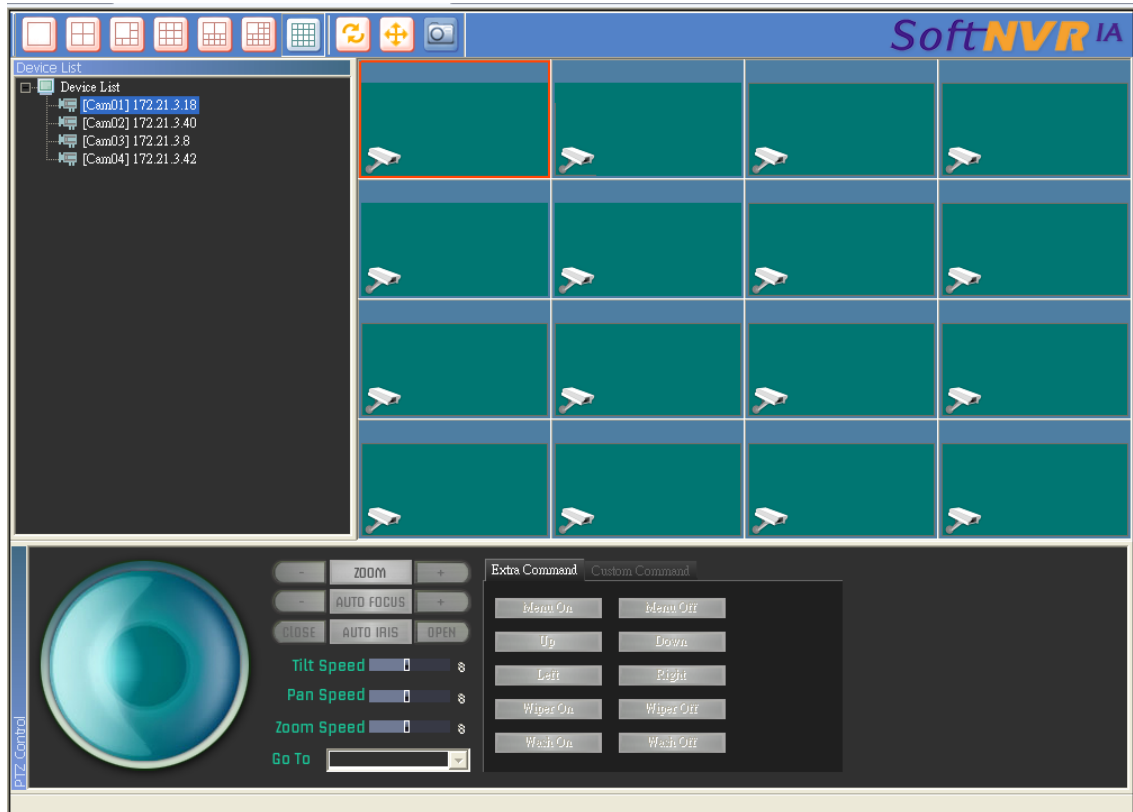 SoftNVR IA
Device List
Device List
[Cam01] 172.21.3.18
[Cam02] 172.21.3.40
[Cam03] 172.21.3.8
[Cam04] 172.21.3.42
PTZ Control
- ZOOM +
- AUTO FOCUS +
CLOSE AUTO IRIS OPEN
Tilt Speed 8
Pan Speed 8
Zoom Speed 8
Go To
Extra Command Custom Command
Menu On Menu Off
Up Down
Left Right
Wiper On Wiper Off
Wash On Wash Off